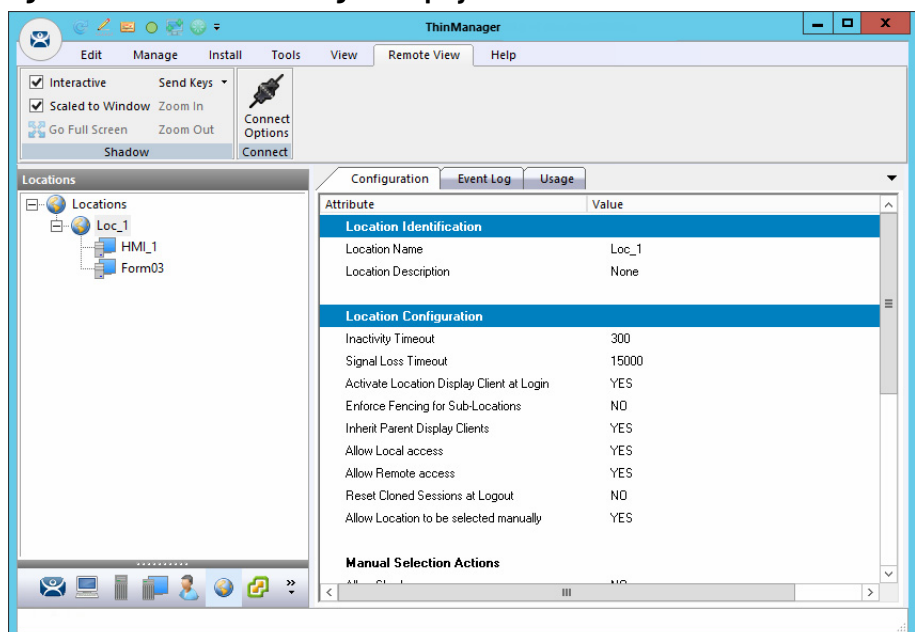 ThinManager
Edit Manage Install Tools View Remote View Help
Interactive Send Keys
Scaled to Window Zoom In
Go Full Screen Zoom Out
Connect
Options
Shadow Connect
Locations
Configuration Event Log Usage
Attribute Value
Locations
Loc_1
HMI_1
Form03
Location Identification
Location Name Loc_1
Location Description None
Location Configuration
Inactivity Timeout 300
Signal Loss Timeout 15000
Activate Location Display Client at Login YES
Enforce Fencing for Sub-Locations NO
Inherit Parent Display Clients YES
Allow Local access YES
Allow Remote access YES
Reset Cloned Sessions at Logout NO
Allow Location to be selected manually YES
Manual Selection Actions